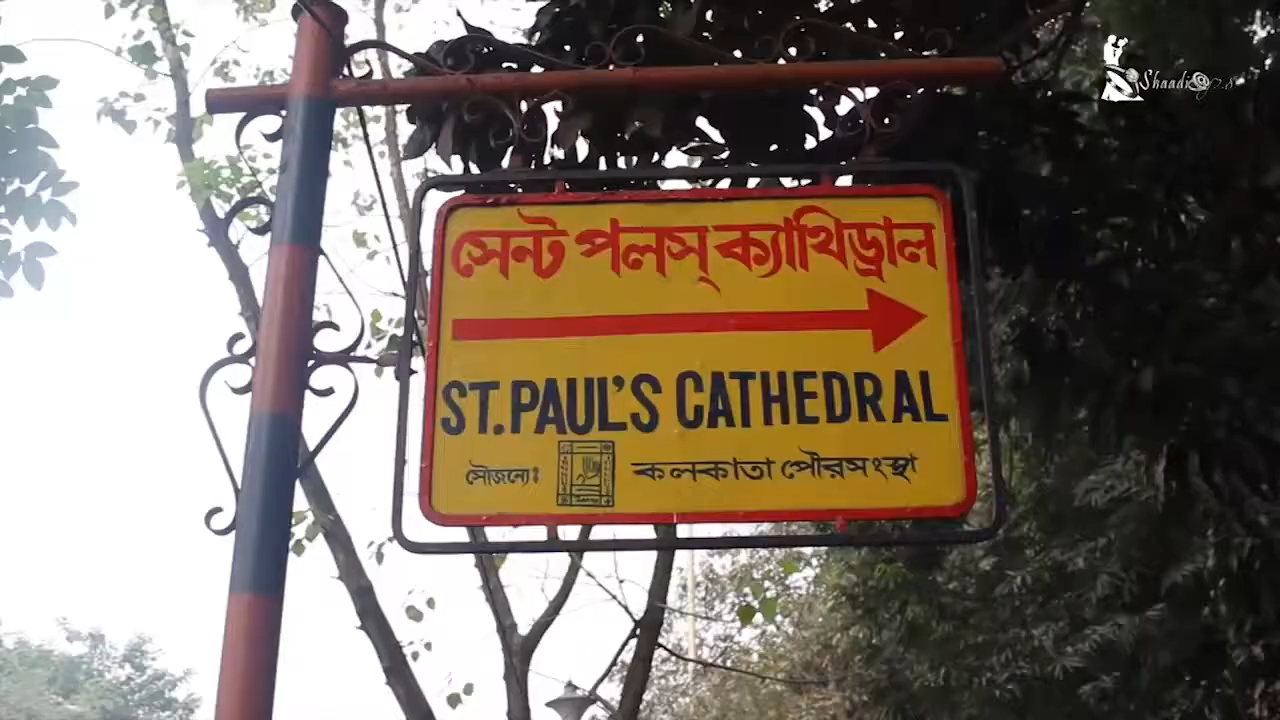 সেন্ট পলস্ ক্যাথিড্রাল
ST. PAUL'S CATHEDRAL
সৌজন্যেঃ কলকাতা পৌরসংস্থা